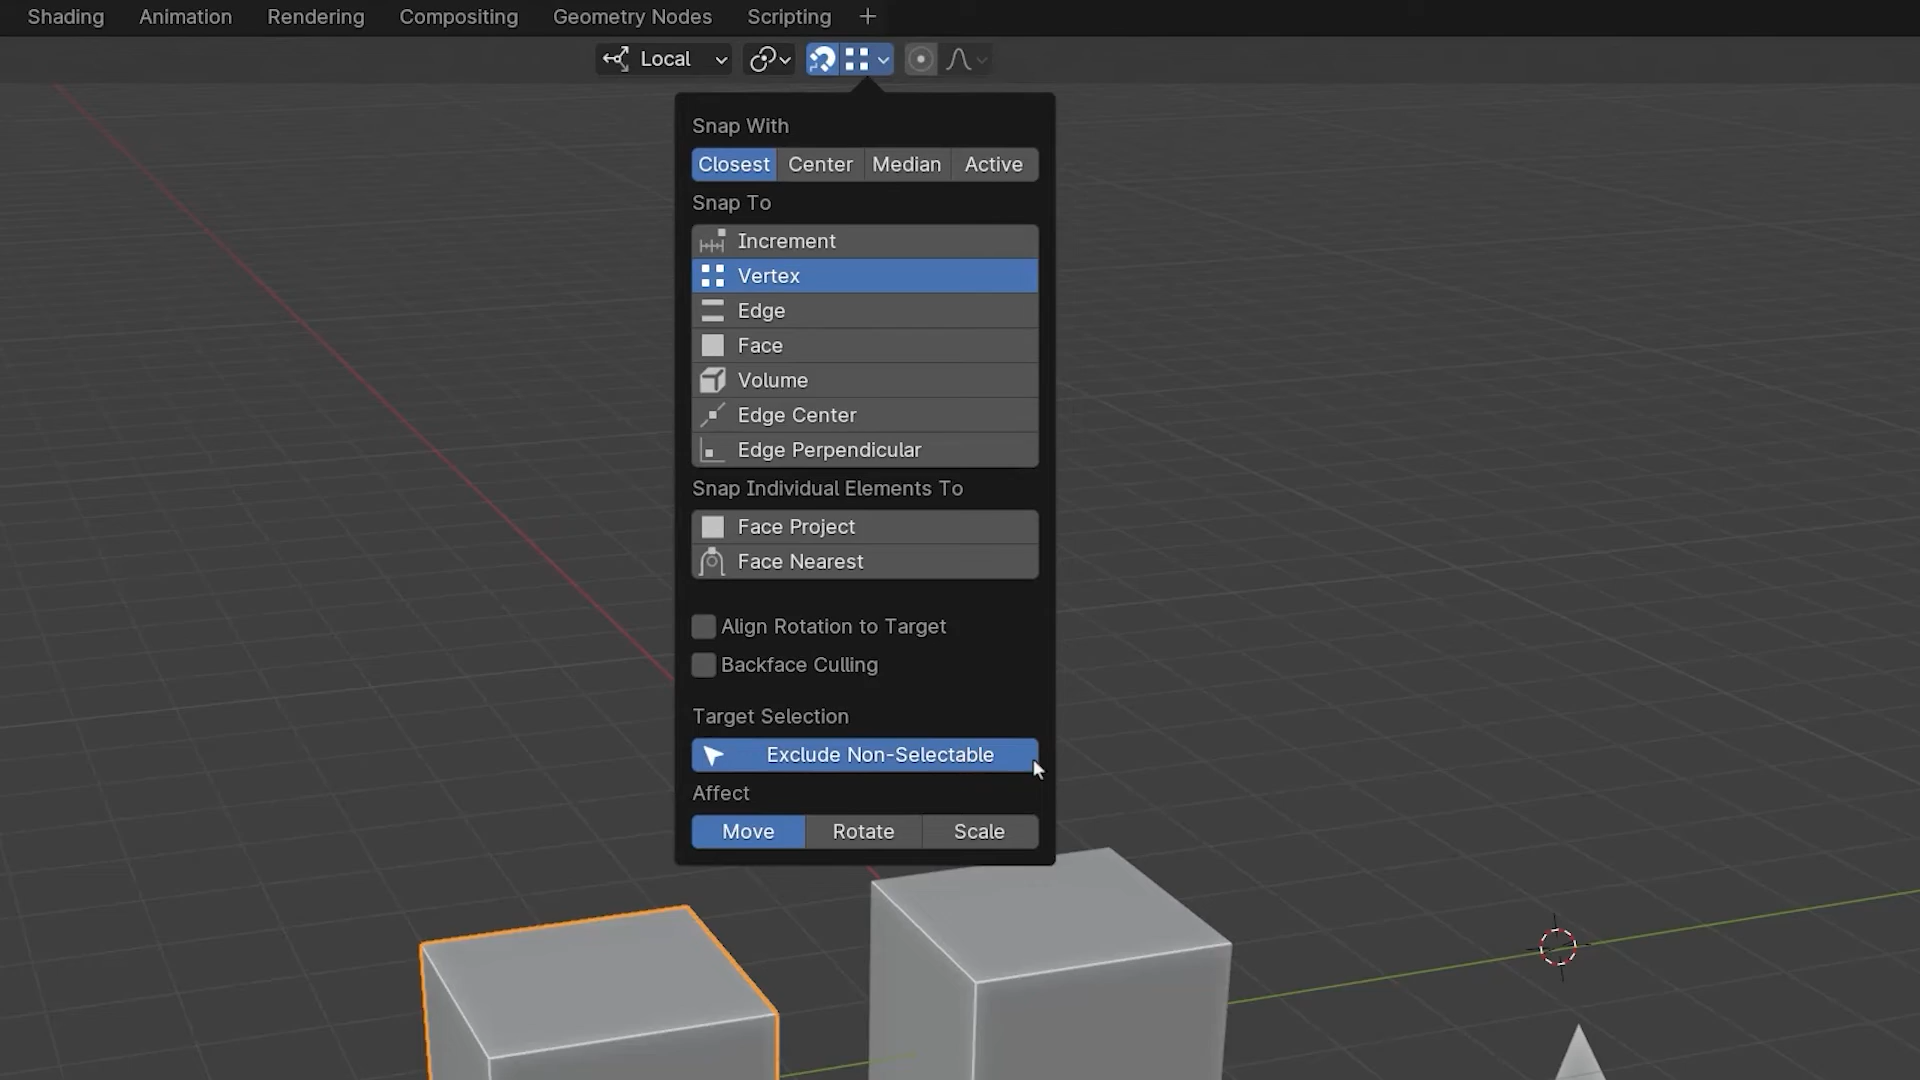 Shading Animation Rendering Compositing Geometry Nodes Scripting +
Local
Snap With
Closest Center Median Active
Snap To
Increment
Vertex
Edge
Face
Volume
Edge Center
Edge Perpendicular
Snap Individual Elements To
Face Project
Face Nearest
Align Rotation to Target
Backface Culling
Target Selection
Exclude Non-Selectable
Affect
Move Rotate Scale